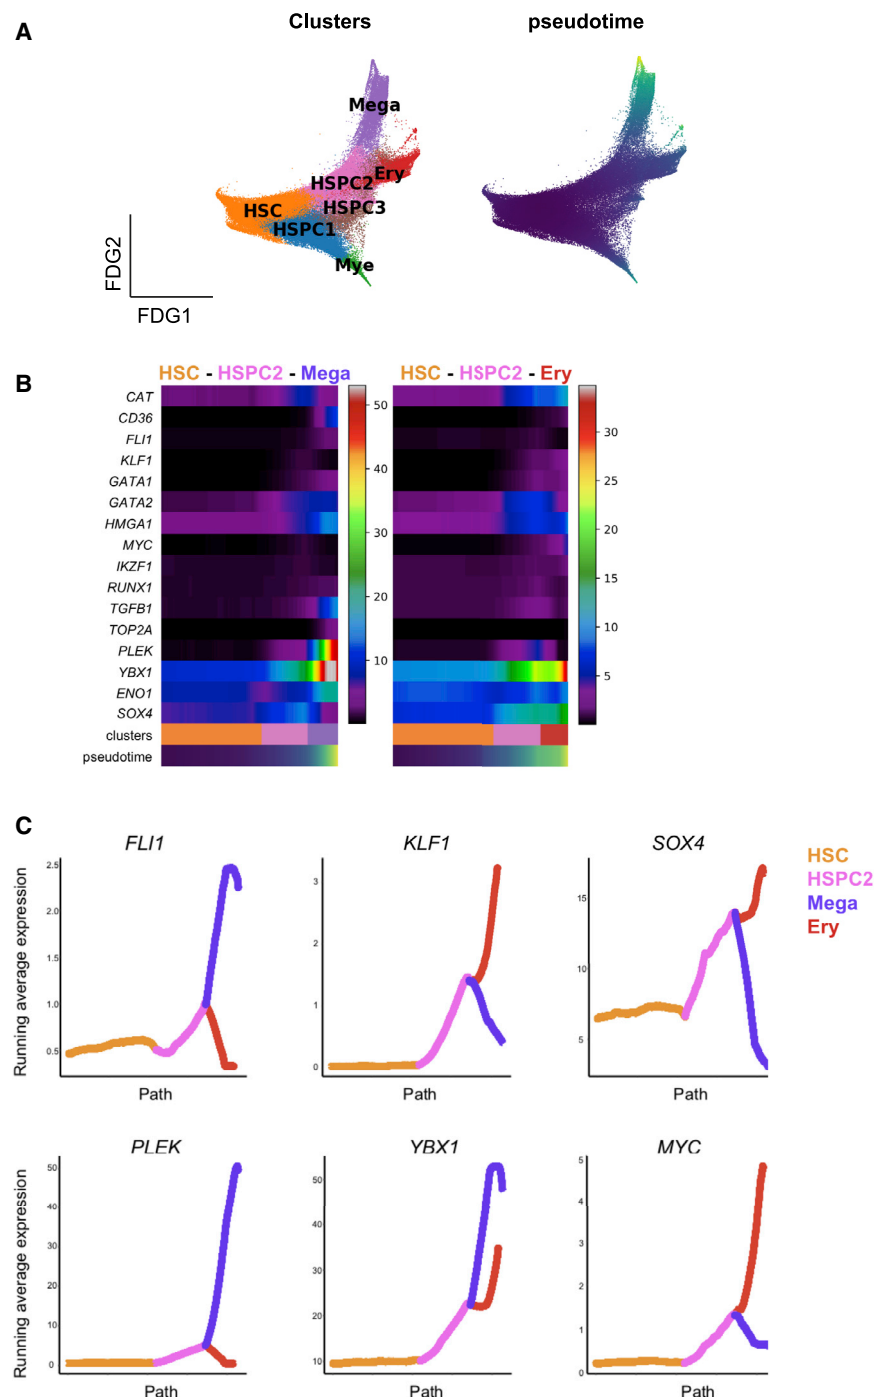 A
Clusters
pseudotime
Mega
Ery
HSPC2
HSC
HSPC3
HSPC1
Mye
FDG2
FDG1
B
HSC - HSPC2 - Mega
HSC - HSPC2 - Ery
CAT
CD36
FLI1
KLF1
GATA1
GATA2
HMGA1
MYC
IKZF1
RUNX1
TGFB1
TOP2A
PLEK
YBX1
ENO1
SOX4
clusters
pseudotime
50
40
30
20
10
30
25
20
15
10
5
C
FLI1
KLF1
SOX4
HSC
HSPC2
Mega
Ery
Running average expression
2.5
2.0
1.5
1.0
0.5
3
2
1
0
15
10
5
Path
Path
Path
PLEK
YBX1
MYC
Running average expression
50
40
30
20
10
0
50
40
30
20
10
5
4
3
2
1
0
Path
Path
Path